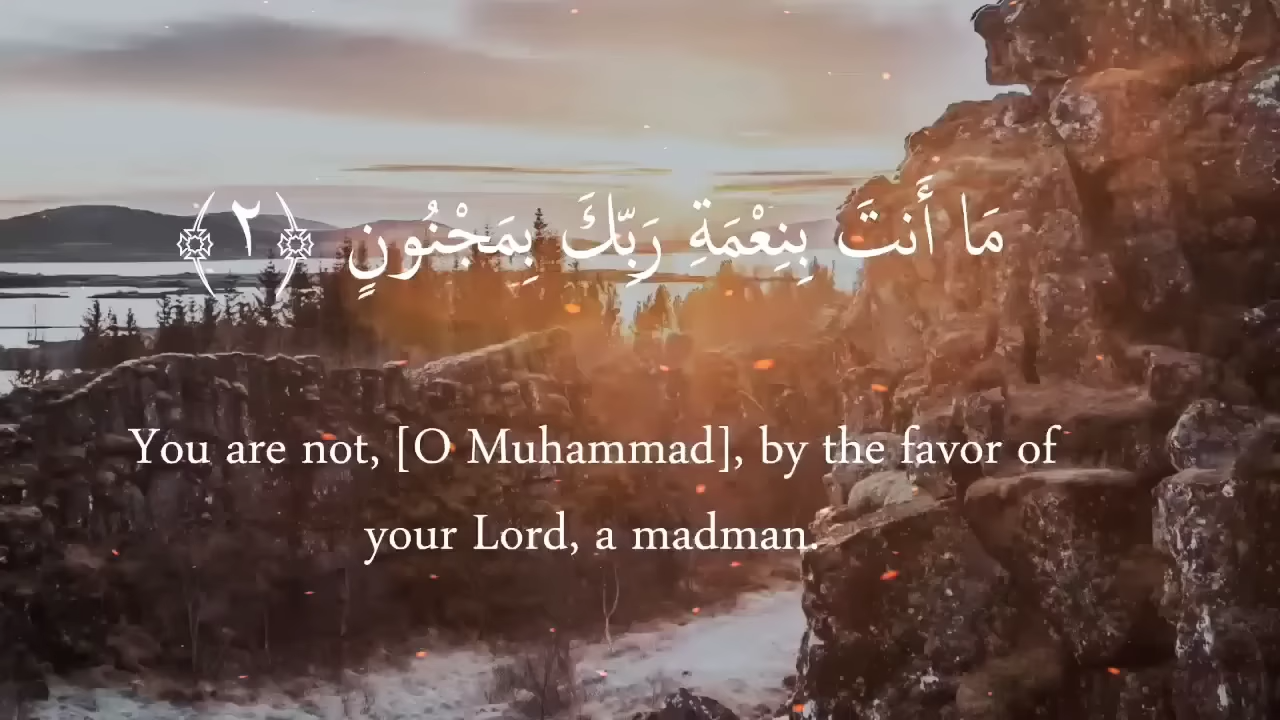 مَا أَنتَ بِنِعْمَةِ رَبِّكَ بِمَجْنُونٍ ﴿٢﴾
You are not, [O Muhammad], by the favor of
your Lord, a madman.